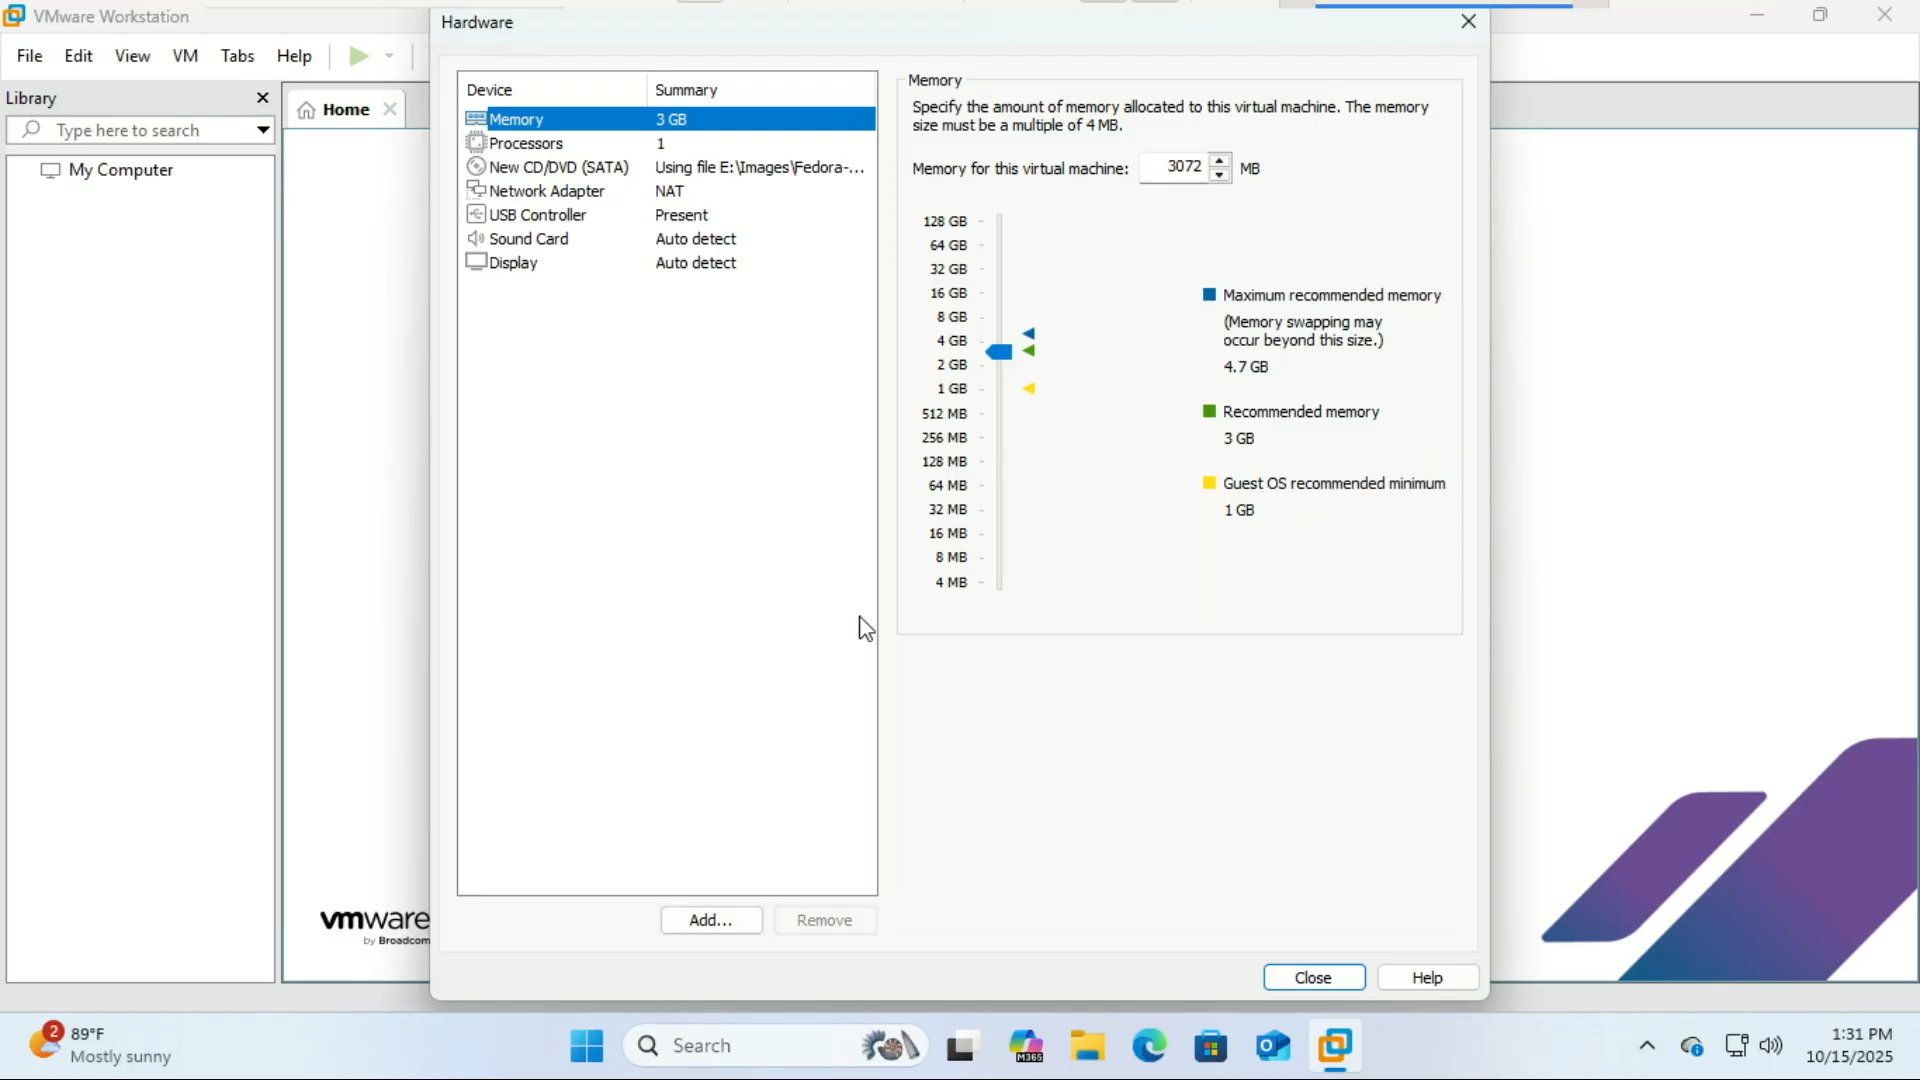 VMware Workstation
File Edit View VM Tabs Help
Library
Type here to search
My Computer
Home
vmware
by Broadcom
Hardware
Device Summary
Memory 3 GB
Processors 1
New CD/DVD (SATA) Using file E:\Images\Fedora-...
Network Adapter NAT
USB Controller Present
Sound Card Auto detect
Display Auto detect
Add... Remove
Memory
Specify the amount of memory allocated to this virtual machine. The memory
size must be a multiple of 4 MB.
Memory for this virtual machine: 3072 MB
128 GB
64 GB
32 GB
16 GB
8 GB
4 GB
2 GB
1 GB
512 MB
256 MB
128 MB
64 MB
32 MB
16 MB
8 MB
4 MB
Maximum recommended memory
(Memory swapping may
occur beyond this size.)
4.7 GB
Recommended memory
3 GB
Guest OS recommended minimum
1 GB
Close Help
2
89°F
Mostly sunny
Search
M365
1:31 PM
10/15/2025